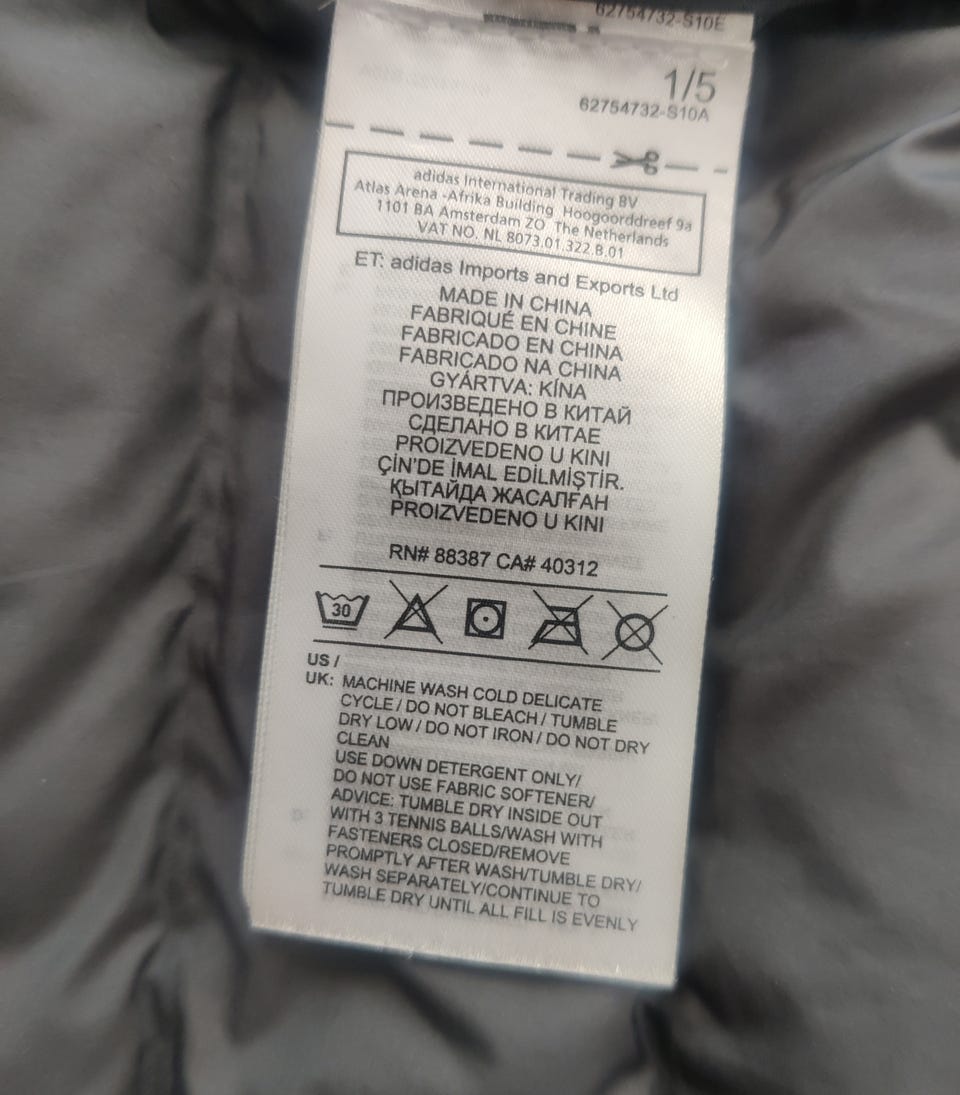 62754732-S10E
1/5
62754732-S10A
adidas International Trading BV
Atlas Arena -Afrika Building Hoogoorddreef 9a
1101 BA Amsterdam ZO The Netherlands
VAT NO. NL 8073.01.322.B.01
ET: adidas Imports and Exports Ltd
MADE IN CHINA
FABRIQUÉ EN CHINE
FABRICADO EN CHINA
FABRICADO NA CHINA
GYÁRTVA: KÍNA
ПРОИЗВЕДЕНО В КИТАЙ
СДЕЛАНО В КИТАЕ
PROIZVEDENO U KINI
ÇİN'DE İMAL EDİLMİŞTİR.
ҚЫТАЙДА ЖАСАЛҒАН
PROIZVEDENO U KINI
RN# 88387 CA# 40312
30
US /
UK: MACHINE WASH COLD DELICATE
CYCLE / DO NOT BLEACH / TUMBLE
DRY LOW / DO NOT IRON / DO NOT DRY
CLEAN
USE DOWN DETERGENT ONLY/
DO NOT USE FABRIC SOFTENER/
ADVICE: TUMBLE DRY INSIDE OUT
WITH 3 TENNIS BALLS/WASH WITH
FASTENERS CLOSED/REMOVE
PROMPTLY AFTER WASH/TUMBLE DRY/
WASH SEPARATELY/CONTINUE TO
TUMBLE DRY UNTIL ALL FILL IS EVENLY